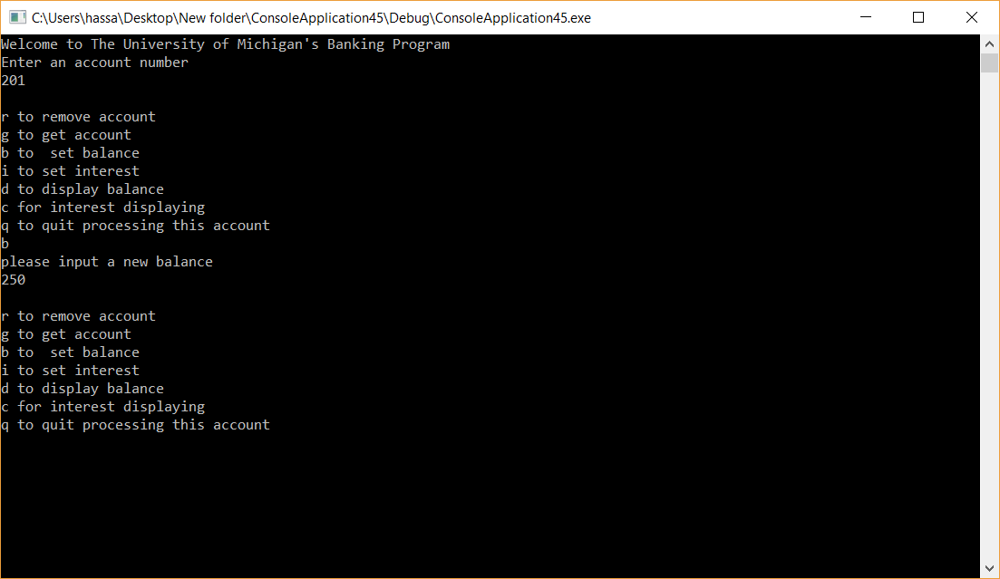 C:\Users\hassa\Desktop\New folder\ConsoleApplication45\Debug\ConsoleApplication45.exe
Welcome to The University of Michigan's Banking Program
Enter an account number
201

r to remove account
g to get account
b to  set balance
i to set interest
d to display balance
c for interest displaying
q to quit processing this account
b
please input a new balance
250

r to remove account
g to get account
b to  set balance
i to set interest
d to display balance
c for interest displaying
q to quit processing this account